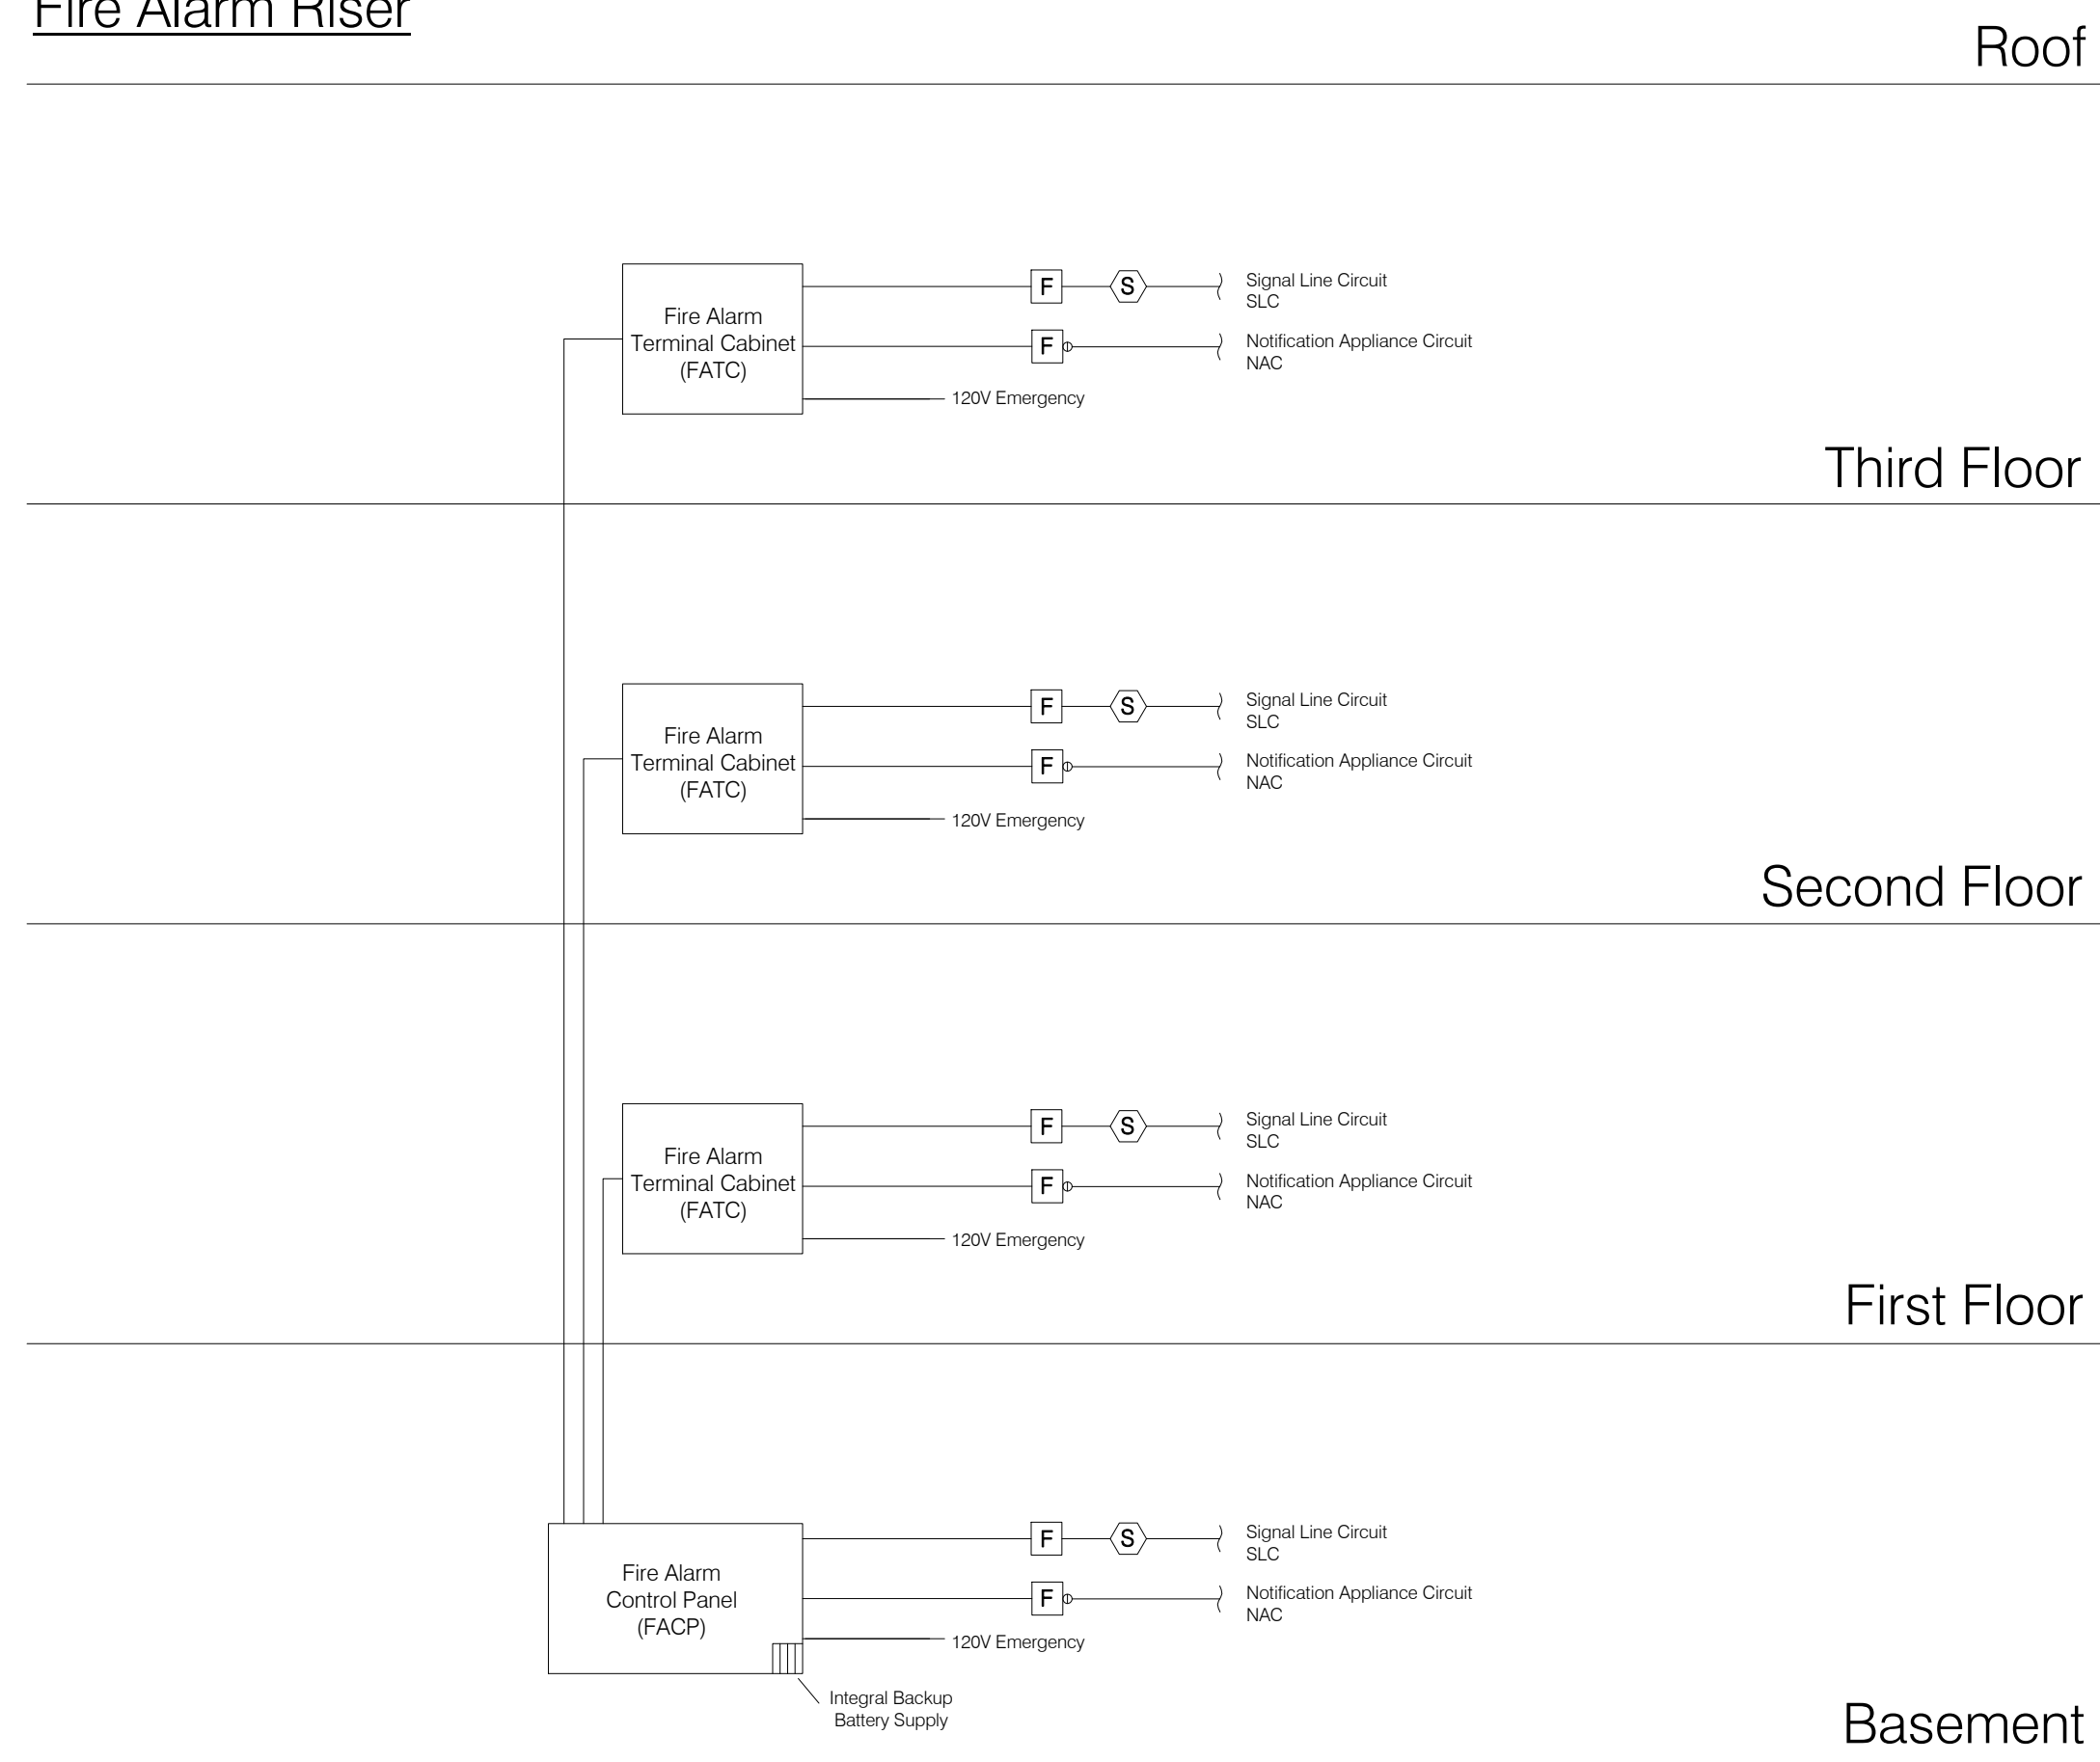 Fire Alarm Riser
Roof
Fire Alarm
Terminal Cabinet
(FATC)
F
S
Signal Line Circuit
SLC
F
Notification Appliance Circuit
NAC
120V Emergency
Third Floor
Fire Alarm
Terminal Cabinet
(FATC)
F
S
Signal Line Circuit
SLC
F
Notification Appliance Circuit
NAC
120V Emergency
Second Floor
Fire Alarm
Terminal Cabinet
(FATC)
F
S
Signal Line Circuit
SLC
F
Notification Appliance Circuit
NAC
120V Emergency
First Floor
Fire Alarm
Control Panel
(FACP)
F
S
Signal Line Circuit
SLC
F
Notification Appliance Circuit
NAC
120V Emergency
Integral Backup
Battery Supply
Basement